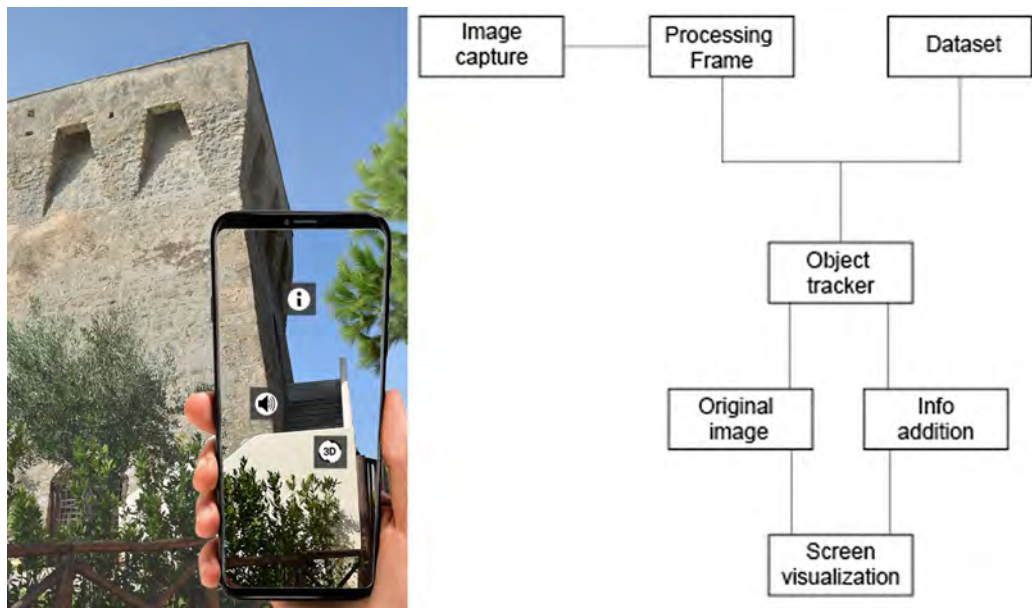 Image
capture
Processing
Frame
Dataset
Object
tracker
Original
image
Info
addition
Screen
visualization
i
3D